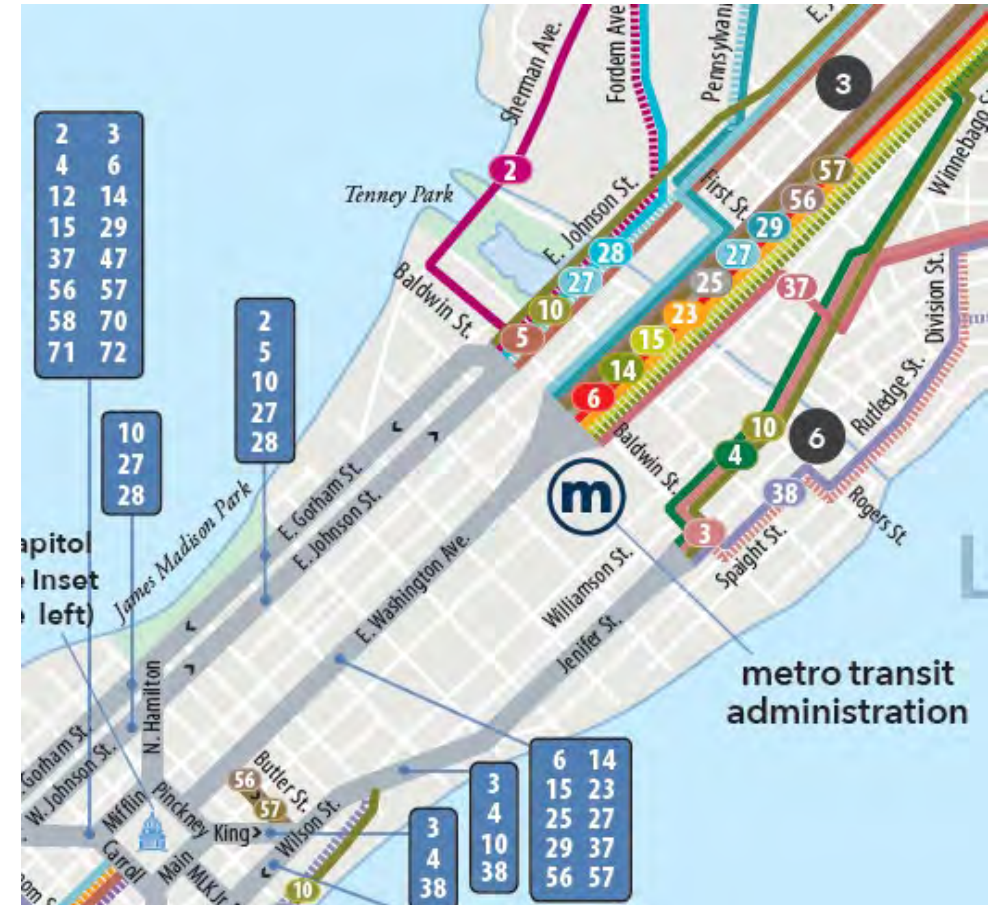 Sherman Ave.
Fordem Ave
Pennsylvani
E. J
3
2 3
4 6
12 14
15 29
37 47
56 57
58 70
71 72
2
Tenney Park
First St.
57
56
29
27
25
23
15
14
6
Winnebago S
E. Johnson St.
28
27
10
5
Baldwin St.
37
Division St.
2
5
10
27
28
10
27
28
Baldwin St.
10
4
6
Rutledge St.
38
Rogers St.
3
Spaight St.
m
E. Gorham St.
E. Johnson St.
James Madison Park
apitol
Inset
left)
E. Washington Ave.
Williamson St.
Jenifer St.
metro transit
administration
N. Hamilton
Gorham St.
W. Johnson St.
Mifflin
Pinckney
56
57
Butler St.
King
Wilson St.
Carroll
Main
MLK Jr.
10
3
4
38
3
4
10
38
6 14
15 23
25 27
29 37
56 57